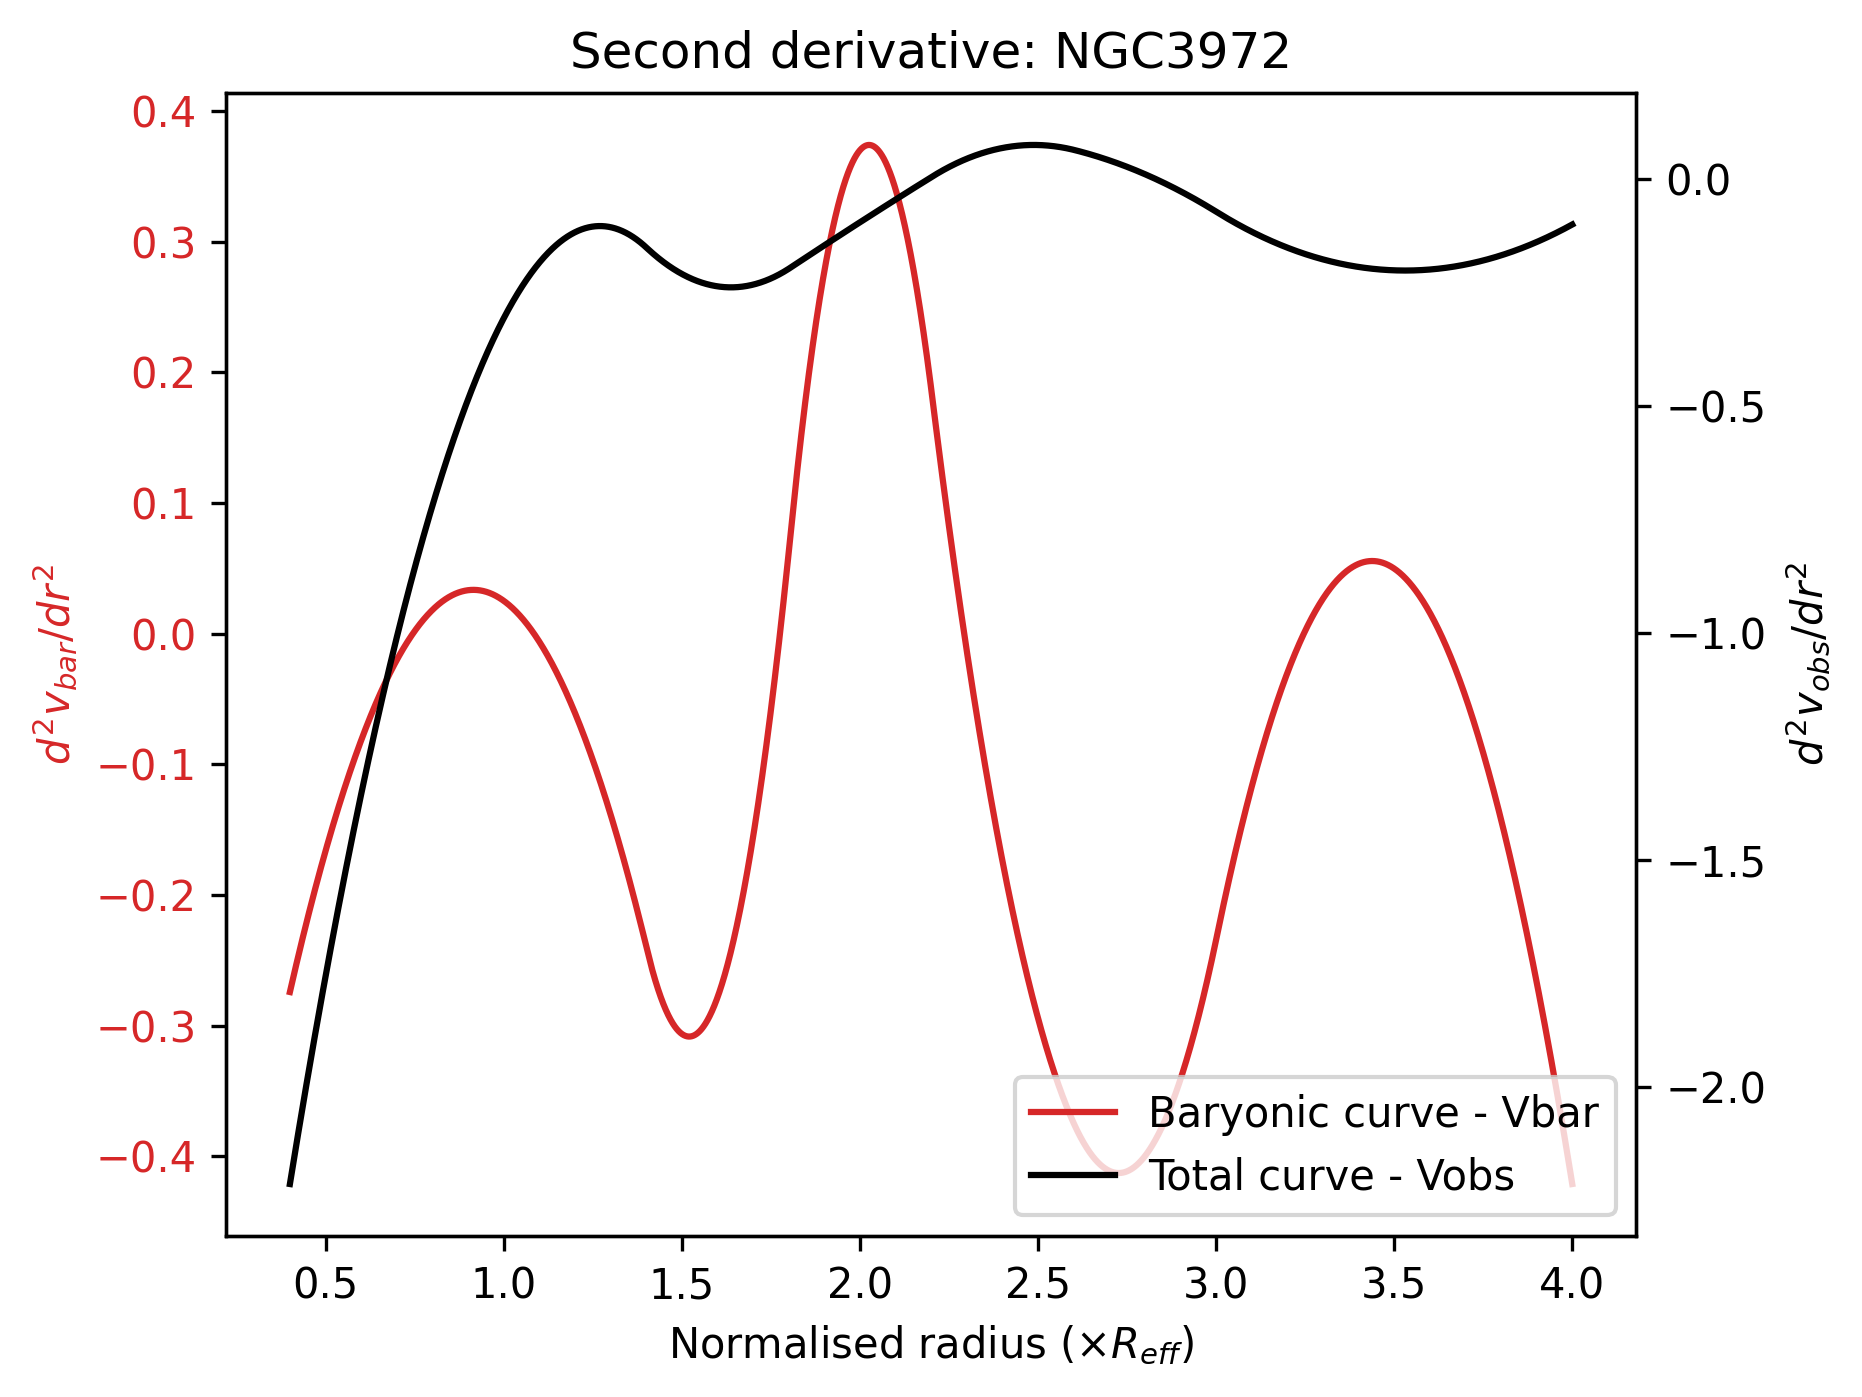 Second derivative: NGC3972
0.4
0.3
0.2
0.1
0.0
−0.1
−0.2
−0.3
−0.4
d²v_bar/dr²
0.0
−0.5
−1.0
−1.5
−2.0
d²v_obs/dr²
Baryonic curve - Vbar
Total curve - Vobs
0.5 1.0 1.5 2.0 2.5 3.0 3.5 4.0
Normalised radius (×R_eff)